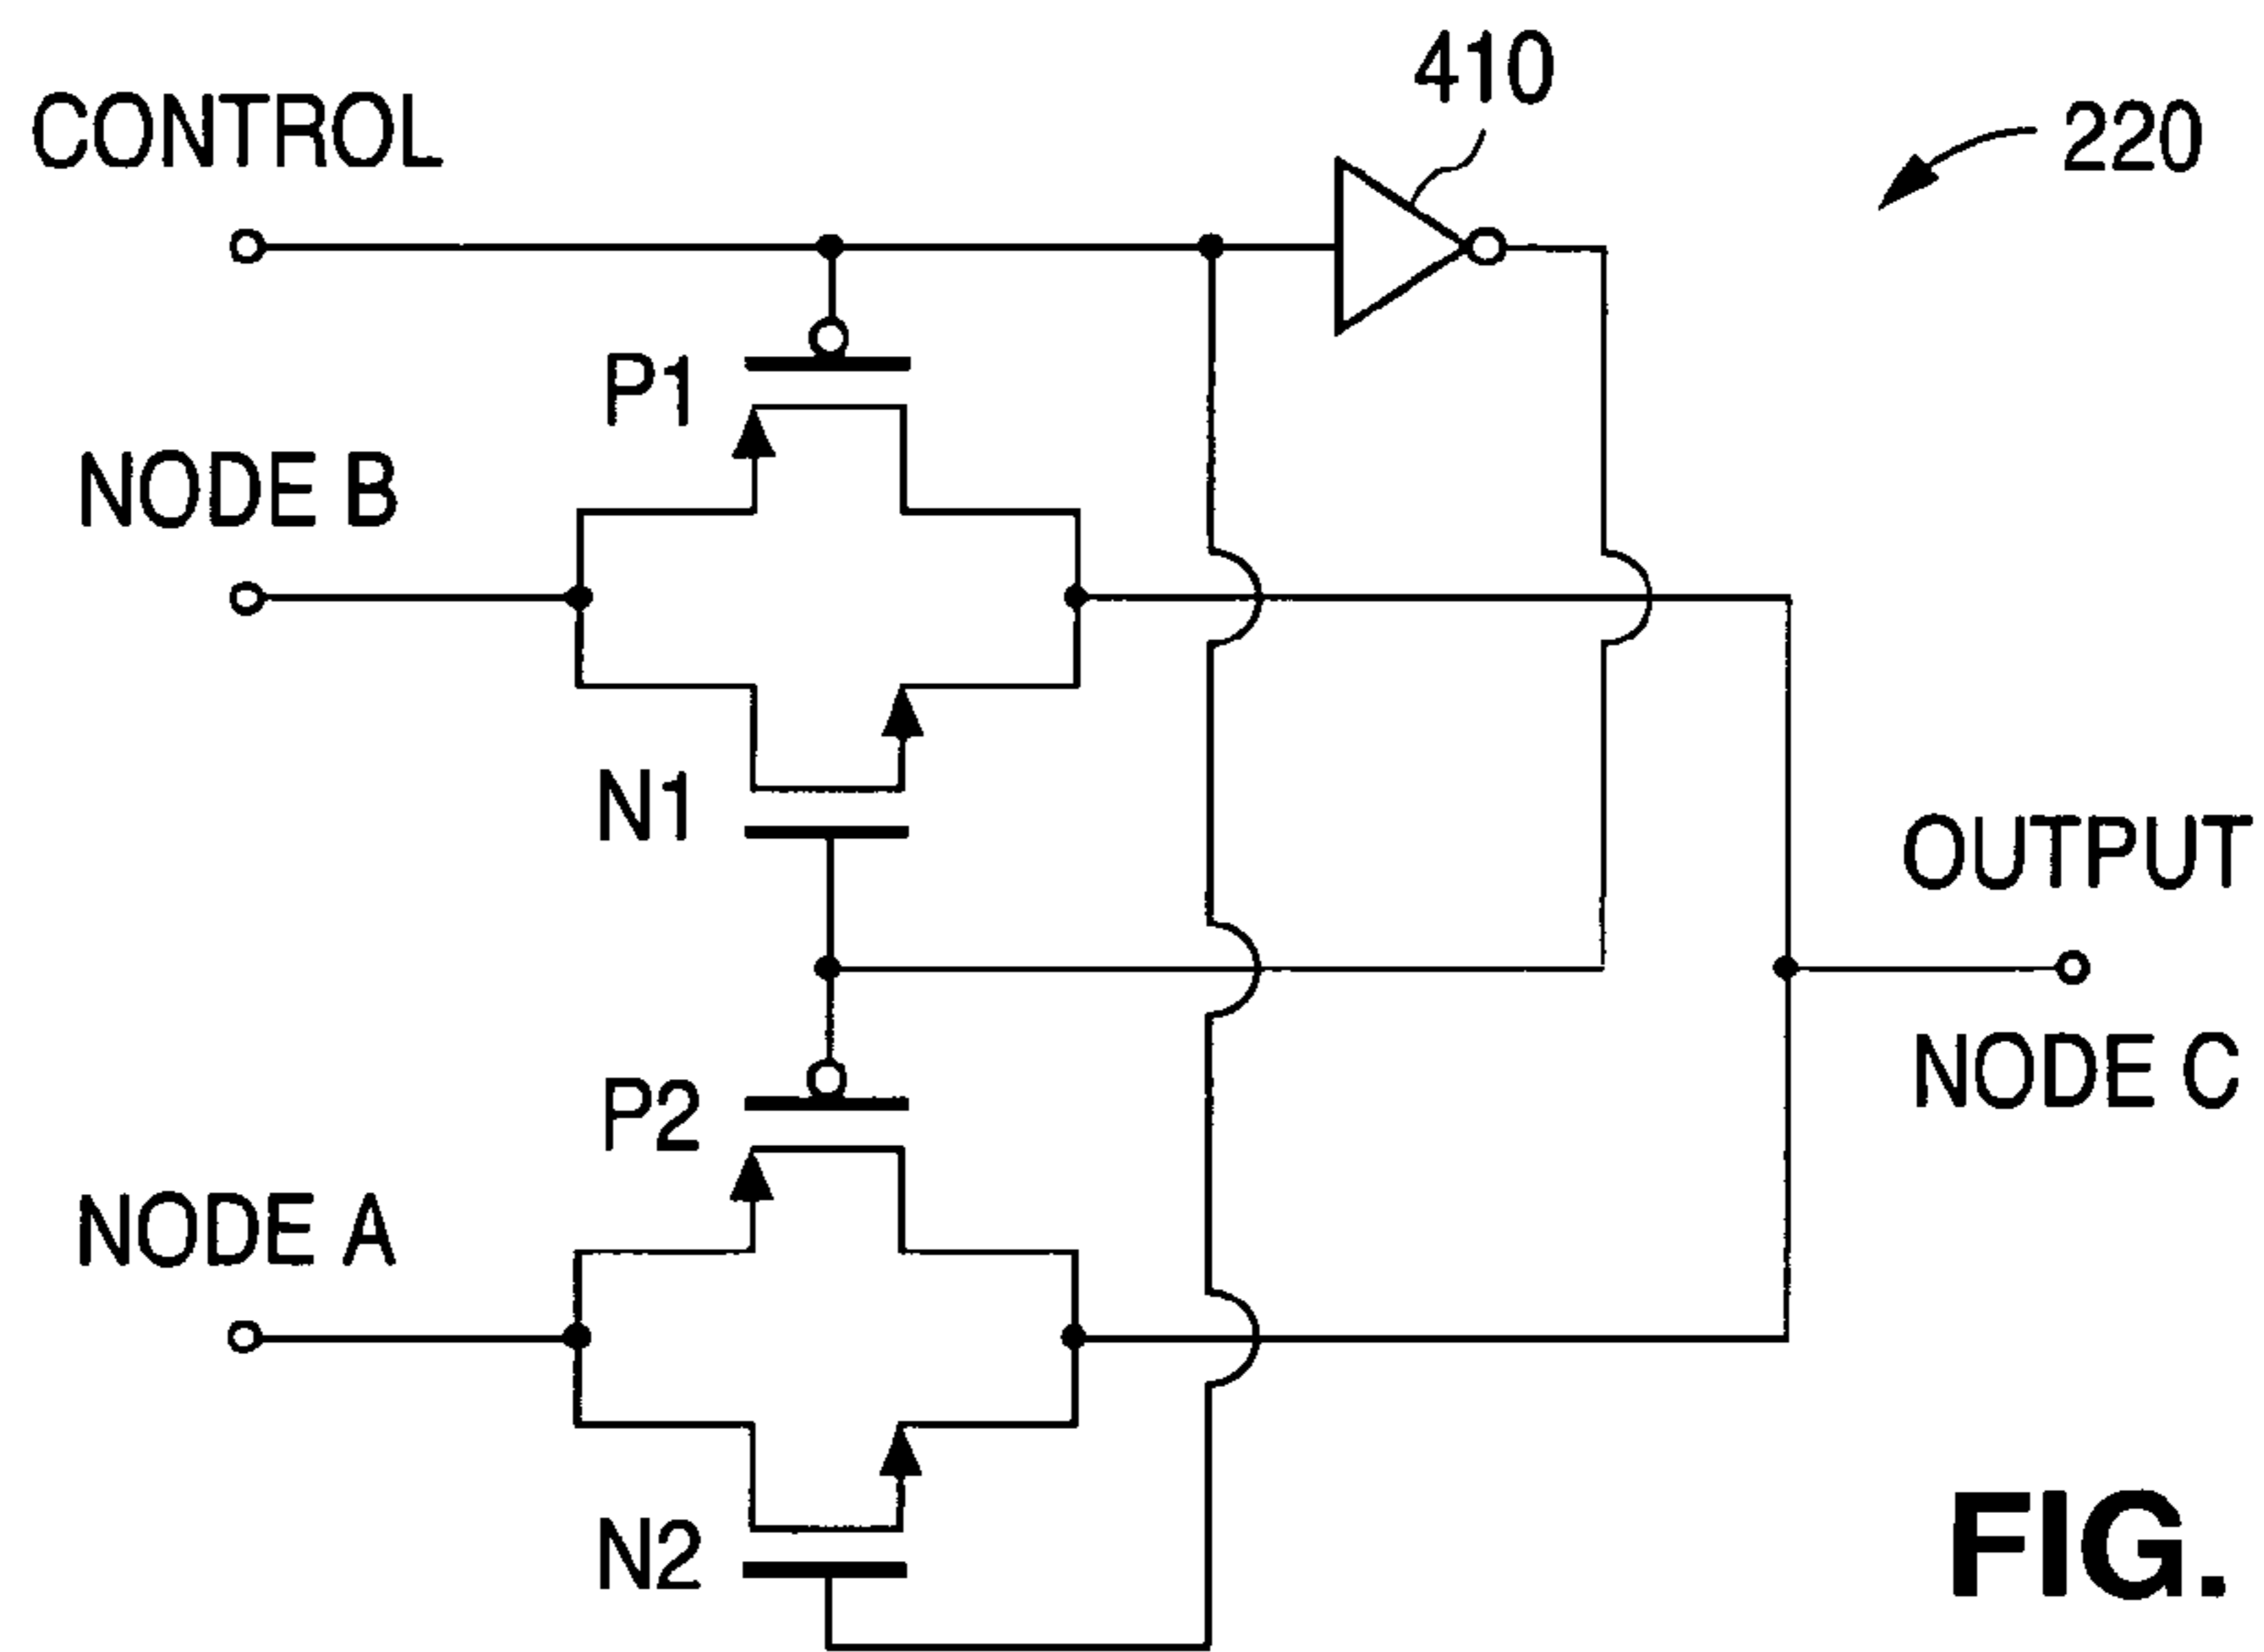 410
220
CONTROL
P1
NODE B
N1
OUTPUT
NODE C
P2
NODE A
N2
FIG.